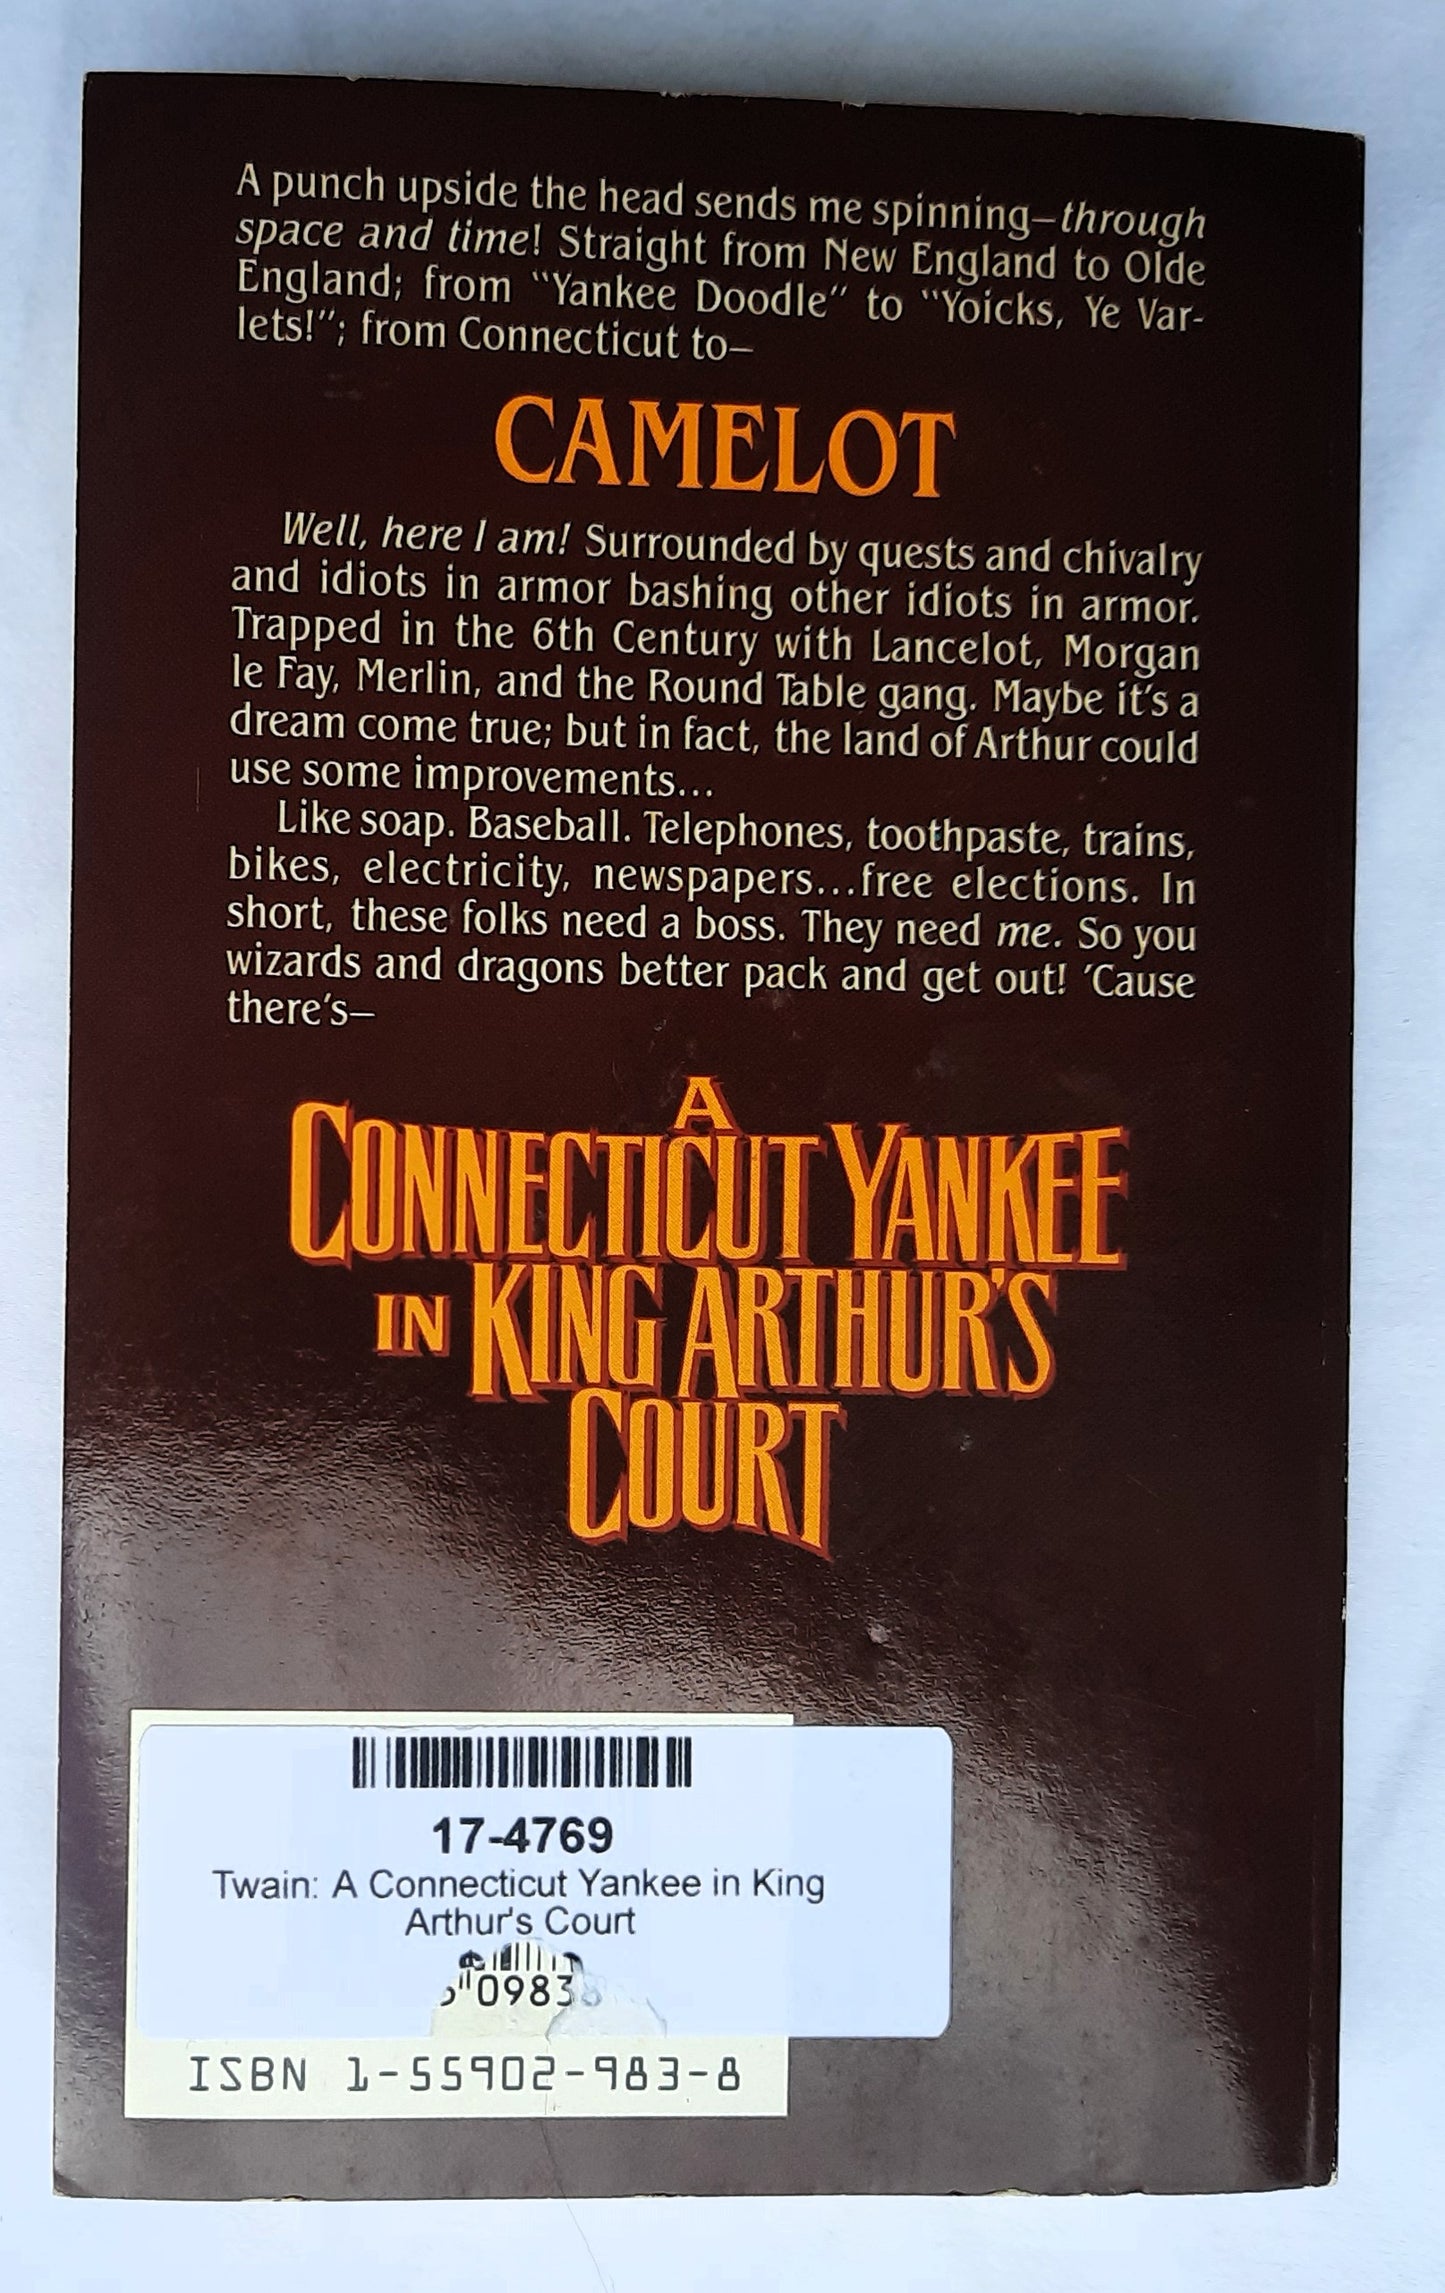 A punch upside the head sends me spinning—through
space and time! Straight from New England to Olde
England; from "Yankee Doodle" to "Yoicks, Ye Var-
lets!"; from Connecticut to—
CAMELOT
Well, here I am! Surrounded by quests and chivalry
and idiots in armor bashing other idiots in armor.
Trapped in the 6th Century with Lancelot, Morgan
le Fay, Merlin, and the Round Table gang. Maybe it's a
dream come true; but in fact, the land of Arthur could
use some improvements...
Like soap. Baseball. Telephones, toothpaste, trains,
bikes, electricity, newspapers...free elections. In
short, these folks need a boss. They need me. So you
wizards and dragons better pack and get out! 'Cause
there's—
A
CONNECTICUT YANKEE
IN KING ARTHUR'S
COURT
17-4769
Twain: A Connecticut Yankee in King
Arthur's Court
0983
ISBN 1-55902-983-8